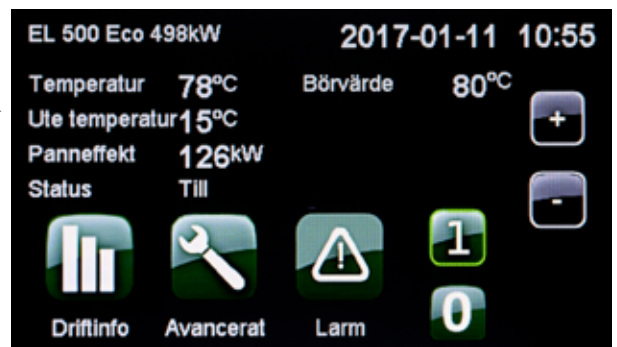 EL 500 Eco 498kW 2017-01-11 10:55
Temperatur 78°C Börvärde 80°C
Ute temperatur 15°C
+
Panneffekt 126kW
Status Till
-
1
0
Driftinfo Avancerat Larm